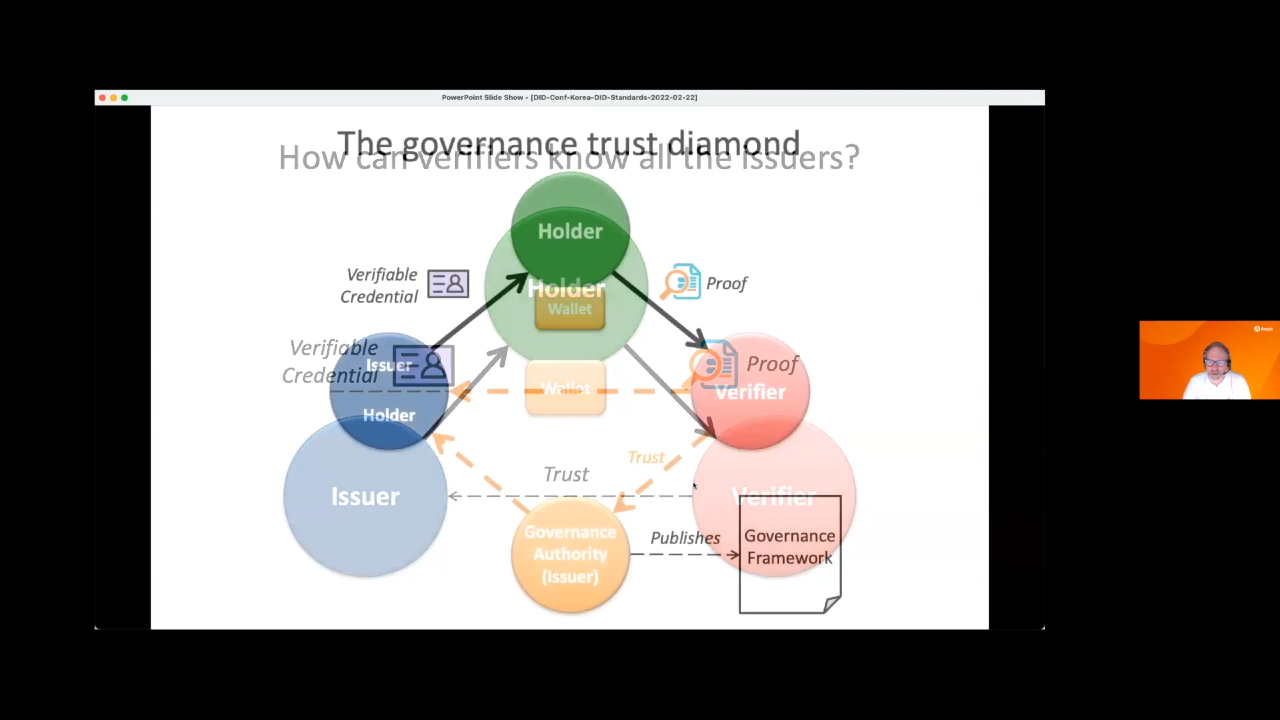 PowerPoint Slide Show - [DID-Conf-Korea-DID-Standards-2022-02-22]
The governance trust diamond
How can verifiers know all the issuers?
Holder
Verifiable
Credential
Proof
Holder
Wallet
Verifiable
Credential
Issuer
Holder
Wallet
Proof
Verifier
Trust
Trust
Issuer
Verifier
Governance
Authority
(Issuer)
Publishes
Governance
Framework